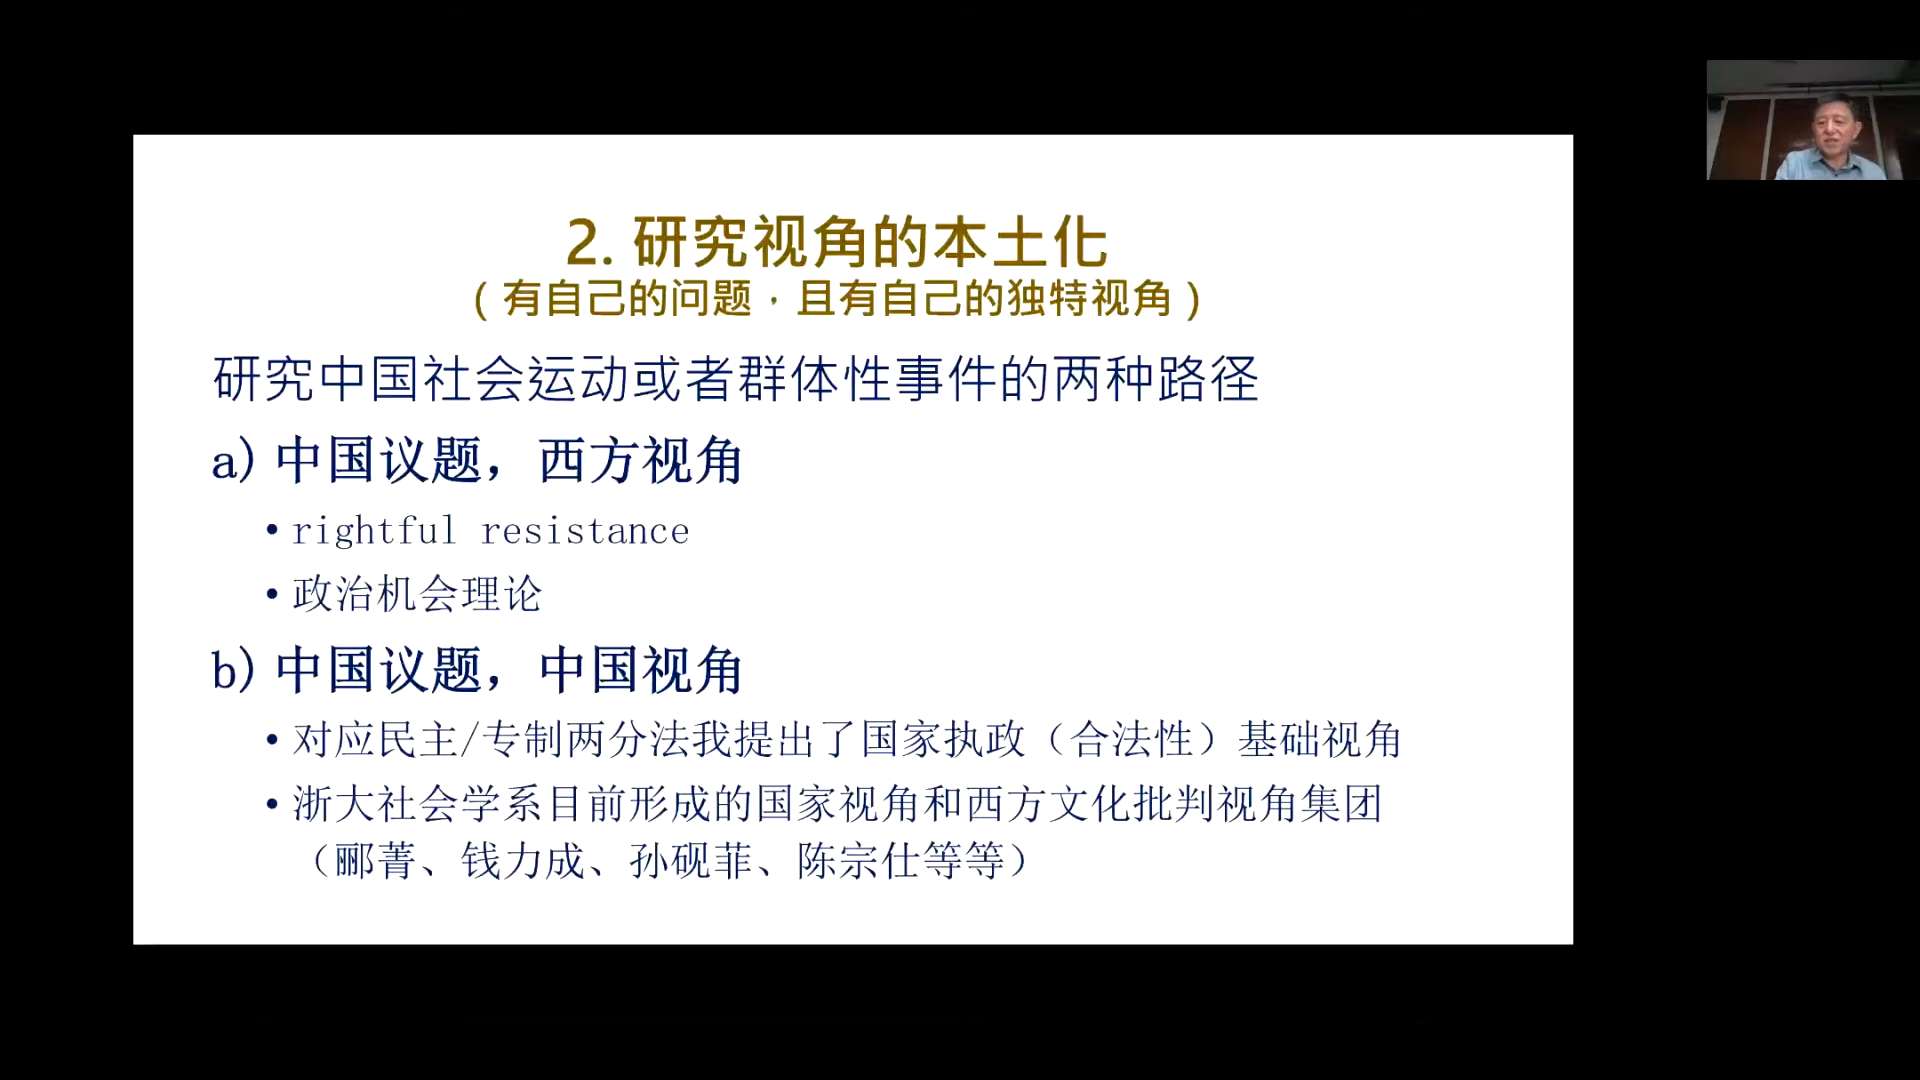 2. 研究视角的本土化
（有自己的问题，且有自己的独特视角）
研究中国社会运动或者群体性事件的两种路径
a) 中国议题，西方视角
• rightful resistance
• 政治机会理论
b) 中国议题，中国视角
• 对应民主/专制两分法我提出了国家执政（合法性）基础视角
• 浙大社会学系目前形成的国家视角和西方文化批判视角集团
（郦菁、钱力成、孙砚菲、陈宗仕等等）